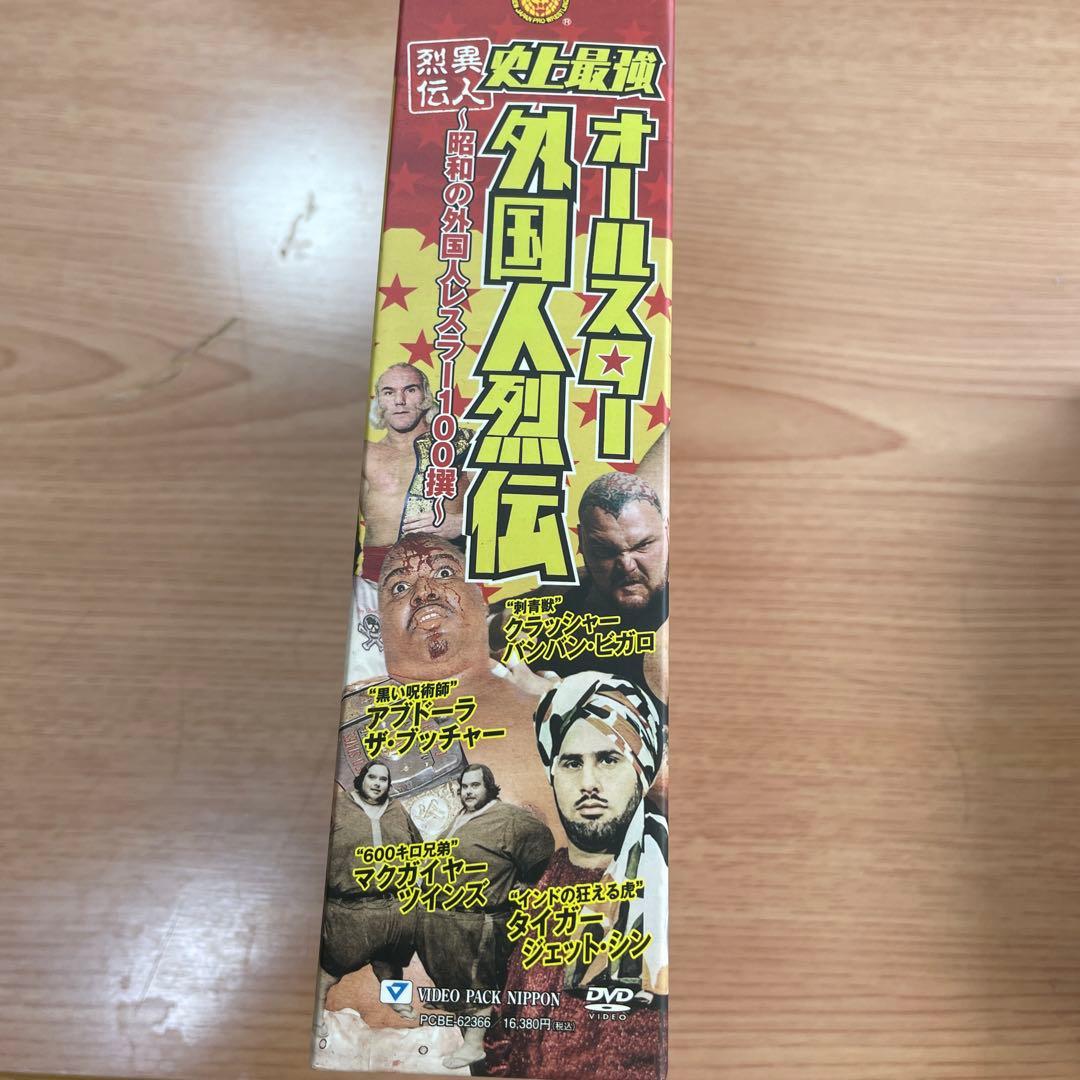 JAPAN PRO-WRESTLING
®
異人
烈伝
史上最強
オールスター
外国人烈伝
～昭和の外国人レスラー100撰～
“刺青獣”
クラッシャー
バンバン・ビガロ
“黒い呪術師”
アブドーラ
ザ・ブッチャー
“600キロ兄弟”
マクガイヤー
ツインズ
“インドの狂える虎”
タイガー
ジェット・シン
VIDEO PACK NIPPON
DVD
VIDEO
PCBE-62366／16,380円（税込）